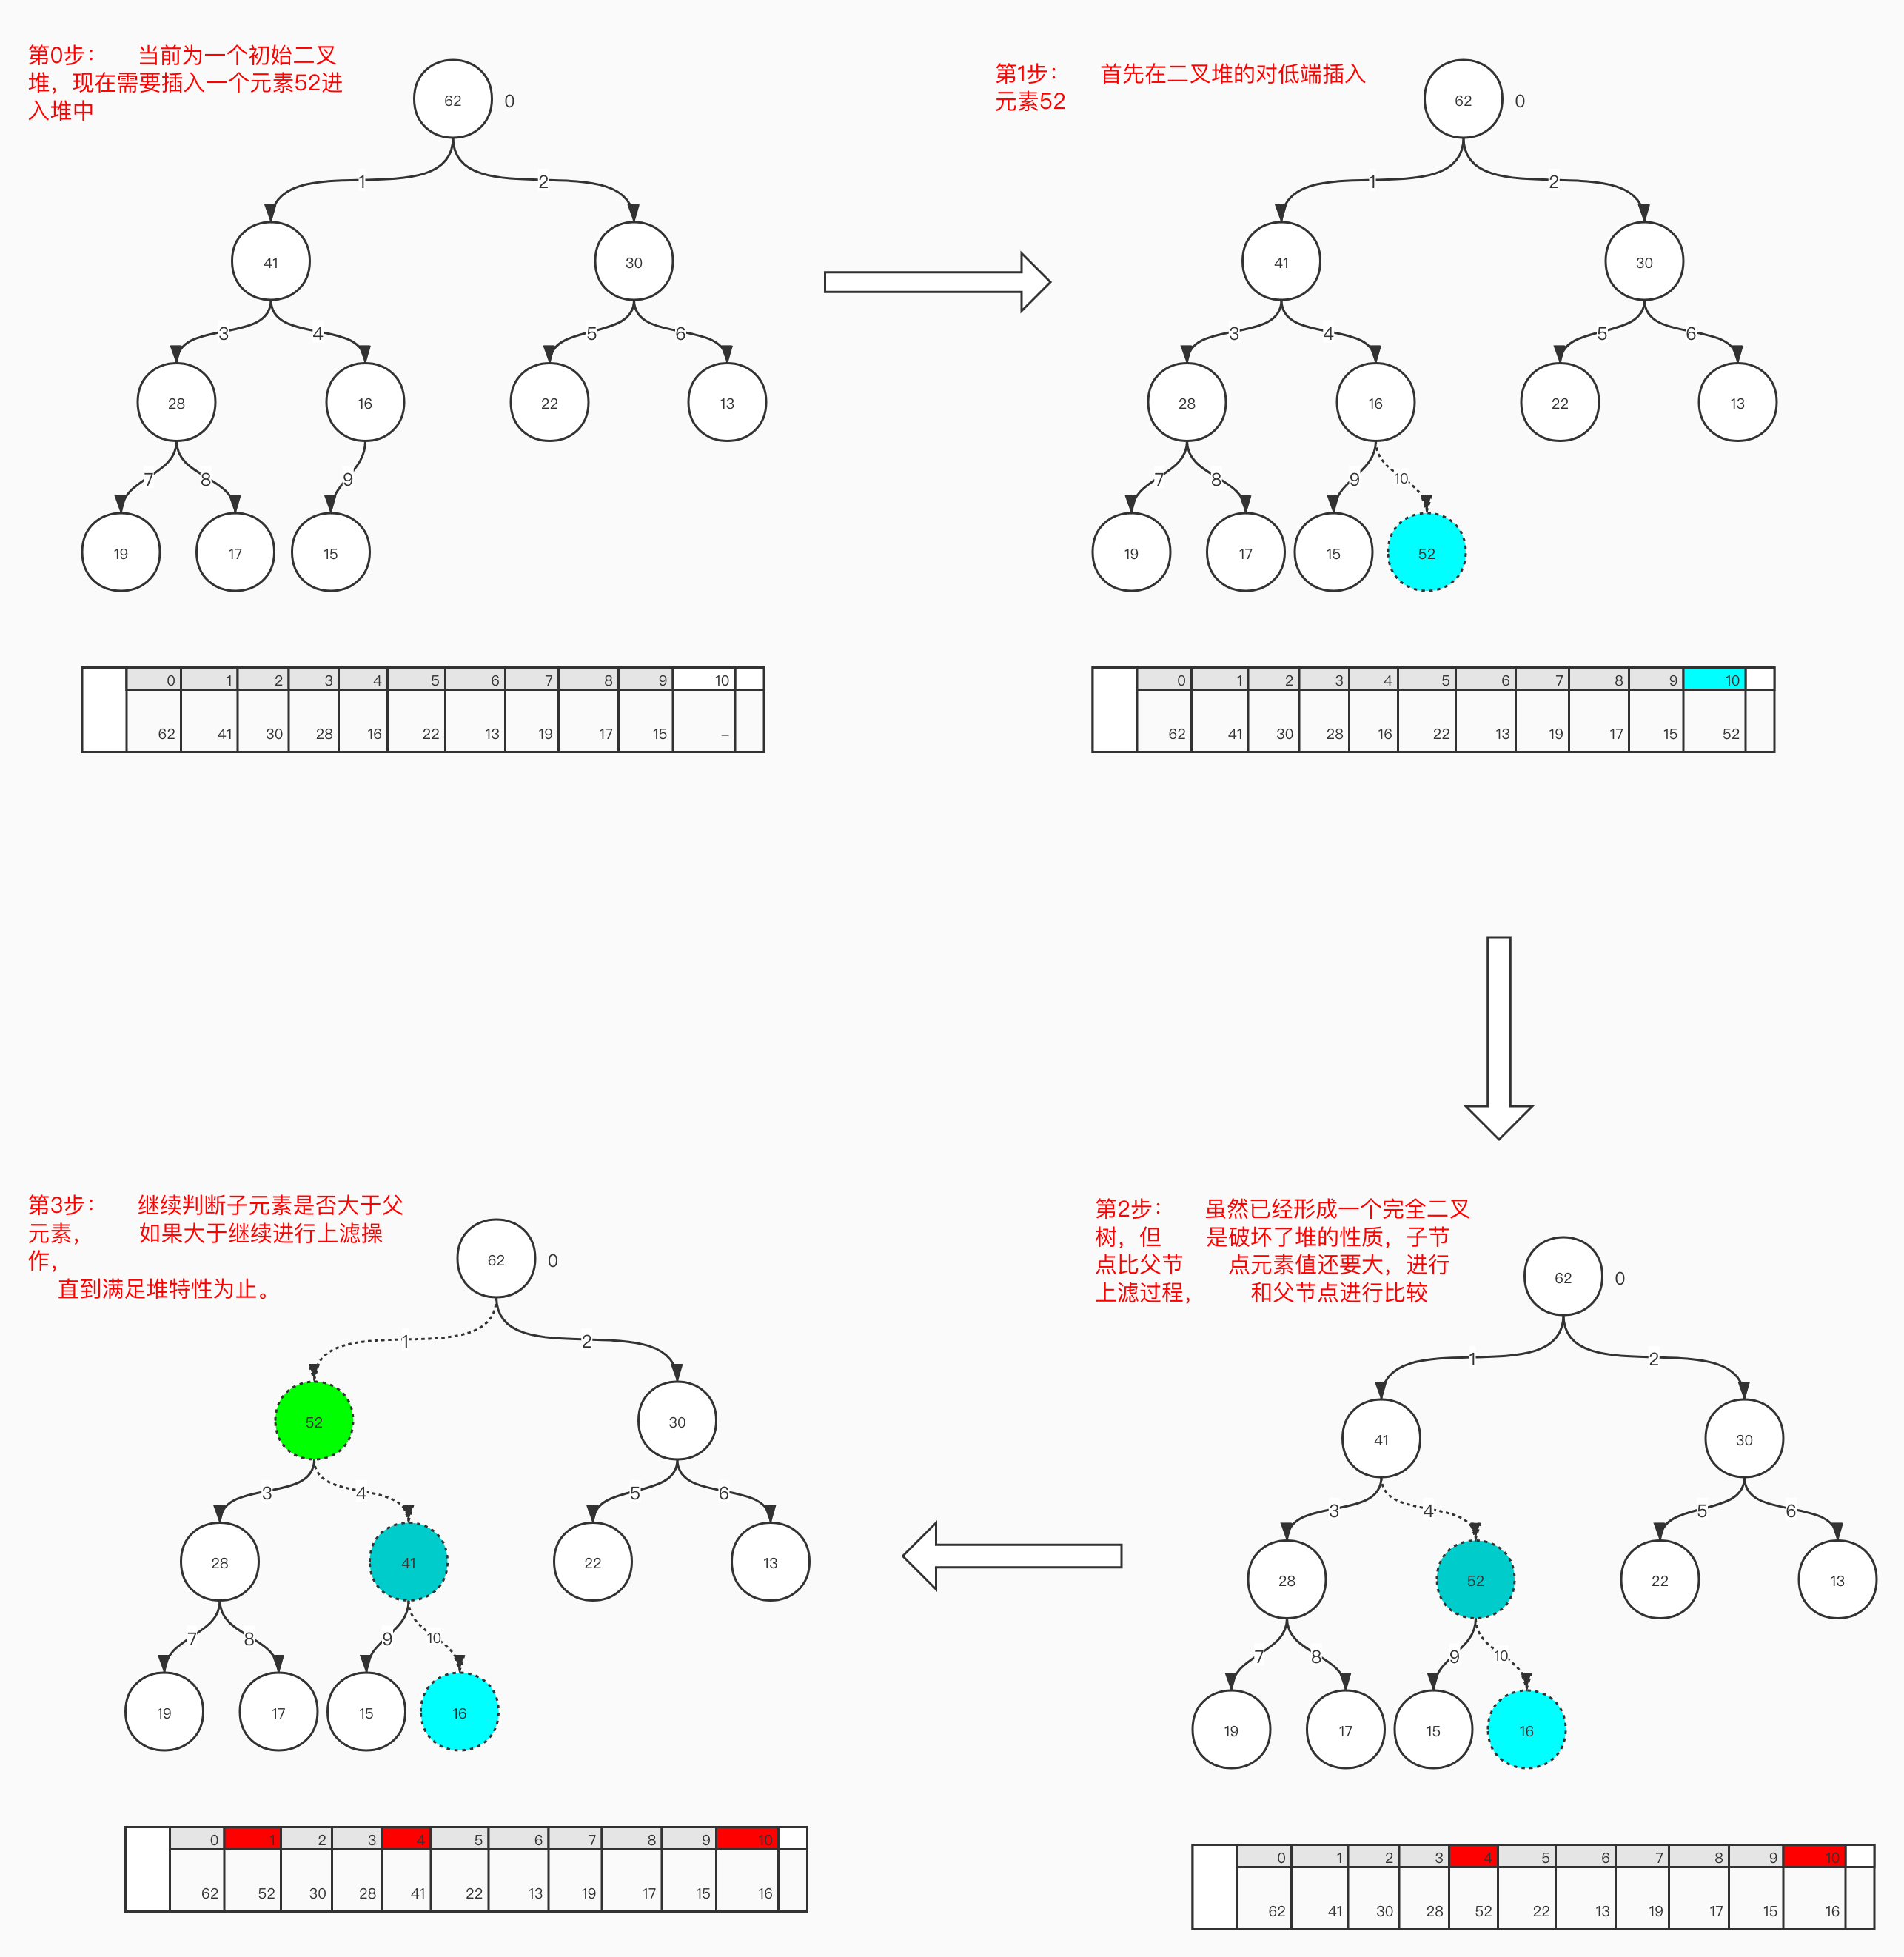 第0步： 当前为一个初始二叉
堆，现在需要插入一个元素52进
入堆中
62 0
1 2
41 30
3 4 5 6
28 16 22 13
7 8 9
19 17 15
0 1 2 3 4 5 6 7 8 9 10
62 41 30 28 16 22 13 19 17 15 –
第1步： 首先在二叉堆的对低端插入
元素52
62 0
1 2
41 30
3 4 5 6
28 16 22 13
7 8 9 10
19 17 15 52
0 1 2 3 4 5 6 7 8 9 10
62 41 30 28 16 22 13 19 17 15 52
第2步： 虽然已经形成一个完全二叉
树，但 是破坏了堆的性质，子节
点比父节 点元素值还要大，进行
上滤过程， 和父节点进行比较
62 0
1 2
41 30
3 4 5 6
28 52 22 13
7 8 9 10
19 17 15 16
0 1 2 3 4 5 6 7 8 9 10
62 41 30 28 52 22 13 19 17 15 16
第3步： 继续判断子元素是否大于父
元素， 如果大于继续进行上滤操
作，
直到满足堆特性为止。
62 0
1 2
52 30
3 4 5 6
28 41 22 13
7 8 9 10
19 17 15 16
0 1 2 3 4 5 6 7 8 9 10
62 52 30 28 41 22 13 19 17 15 16